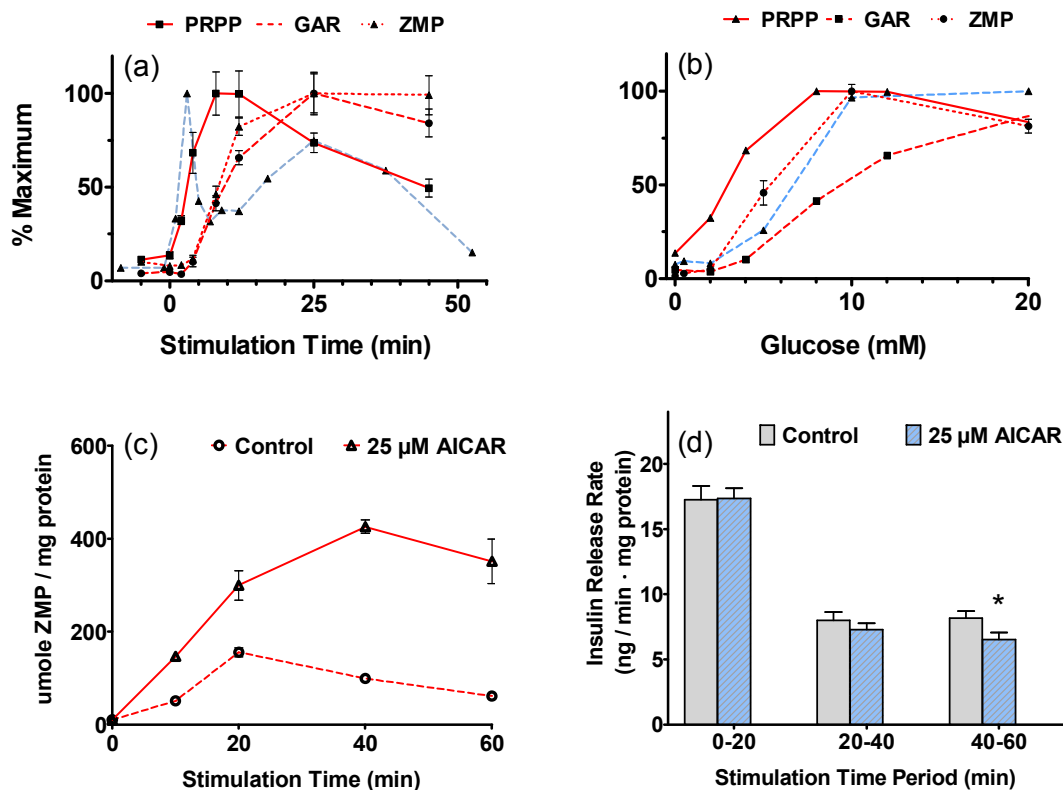 PRPP GAR ZMP
(a)
% Maximum
100
50
0
0 25 50
Stimulation Time (min)
PRPP GAR ZMP
(b)
100
50
0
0 10 20
Glucose (mM)
(c)
Control 25 µM AICAR
umole ZMP / mg protein
600
400
200
0
0 20 40 60
Stimulation Time (min)
(d)
Control 25 µM AICAR
Insulin Release Rate
(ng / min · mg protein)
20
15
10
5
0
*
0-20 20-40 40-60
Stimulation Time Period (min)